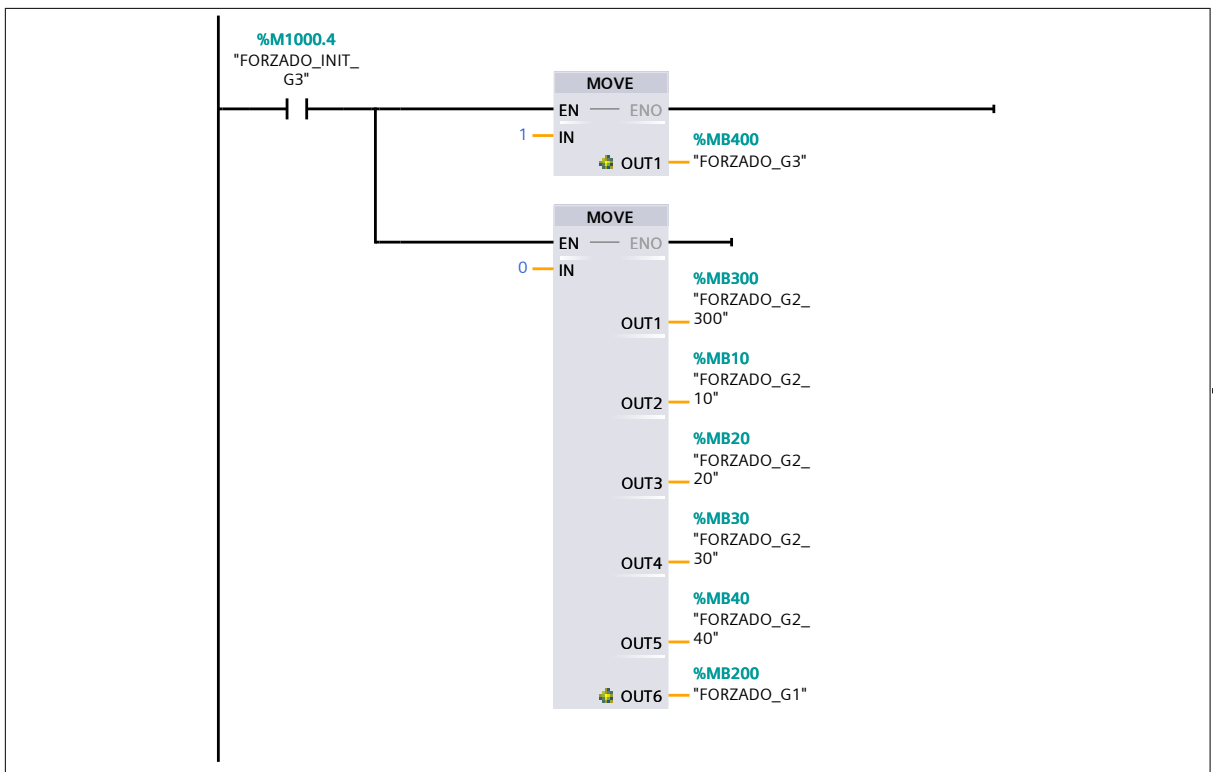 %M1000.4
"FORZADO_INIT_
G3"
MOVE
EN
ENO
1
IN
%MB400
OUT1
"FORZADO_G3"
MOVE
EN
ENO
0
IN
%MB300
"FORZADO_G2_
OUT1
300"
%MB10
"FORZADO_G2_
OUT2
10"
%MB20
"FORZADO_G2_
OUT3
20"
%MB30
"FORZADO_G2_
OUT4
30"
%MB40
"FORZADO_G2_
OUT5
40"
%MB200
OUT6
"FORZADO_G1"